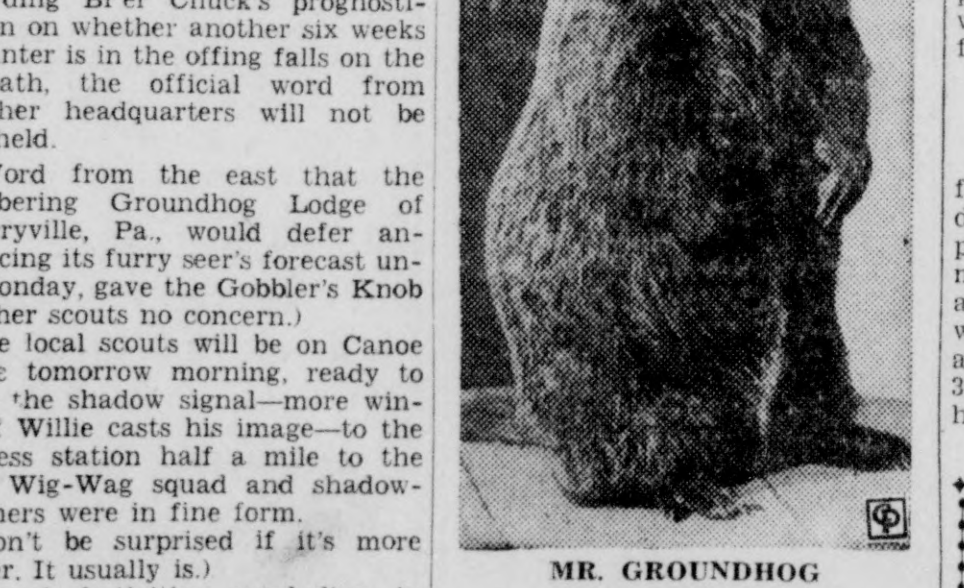 Br'er Chuck's prognosti-
n on whether another six weeks
nter is in the offing falls on the
ath, the official word from
her headquarters will not be
held.
ord from the east that the
bering Groundhog Lodge of
ryville, Pa., would defer an-
cing its furry seer's forecast un-
onday, gave the Gobbler's Knob
her scouts no concern.)
e local scouts will be on Canoe
e tomorrow morning, ready to
the shadow signal—more win-
Willie casts his image—to the
ess station half a mile to the
Wig-Wag squad and shadow-
ners were in fine form.
on't be surprised if it's more
r. It usually is.)
CP
MR. GROUNDHOG
f
d
p
n
a
w
a
3
h